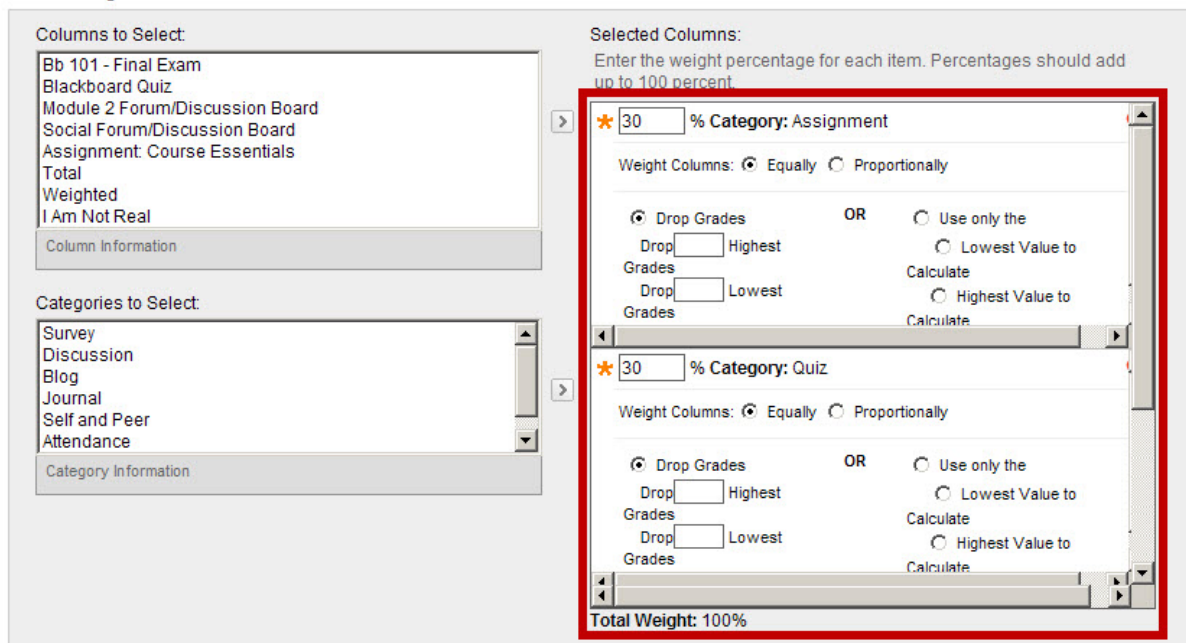 Columns to Select:
Bb 101 - Final Exam
Blackboard Quiz
Module 2 Forum/Discussion Board
Social Forum/Discussion Board
Assignment: Course Essentials
Total
Weighted
I Am Not Real
Column Information
Categories to Select:
Survey
Discussion
Blog
Journal
Self and Peer
Attendance
Category Information
Selected Columns:
Enter the weight percentage for each item. Percentages should add
up to 100 percent.
30 % Category: Assignment
Weight Columns: Equally Proportionally
Drop Grades OR Use only the
Drop Highest Lowest Value to
Grades Calculate
Drop Lowest Highest Value to
Grades Calculate
30 % Category: Quiz
Weight Columns: Equally Proportionally
Drop Grades OR Use only the
Drop Highest Lowest Value to
Grades Calculate
Drop Lowest Highest Value to
Grades Calculate
Total Weight: 100%